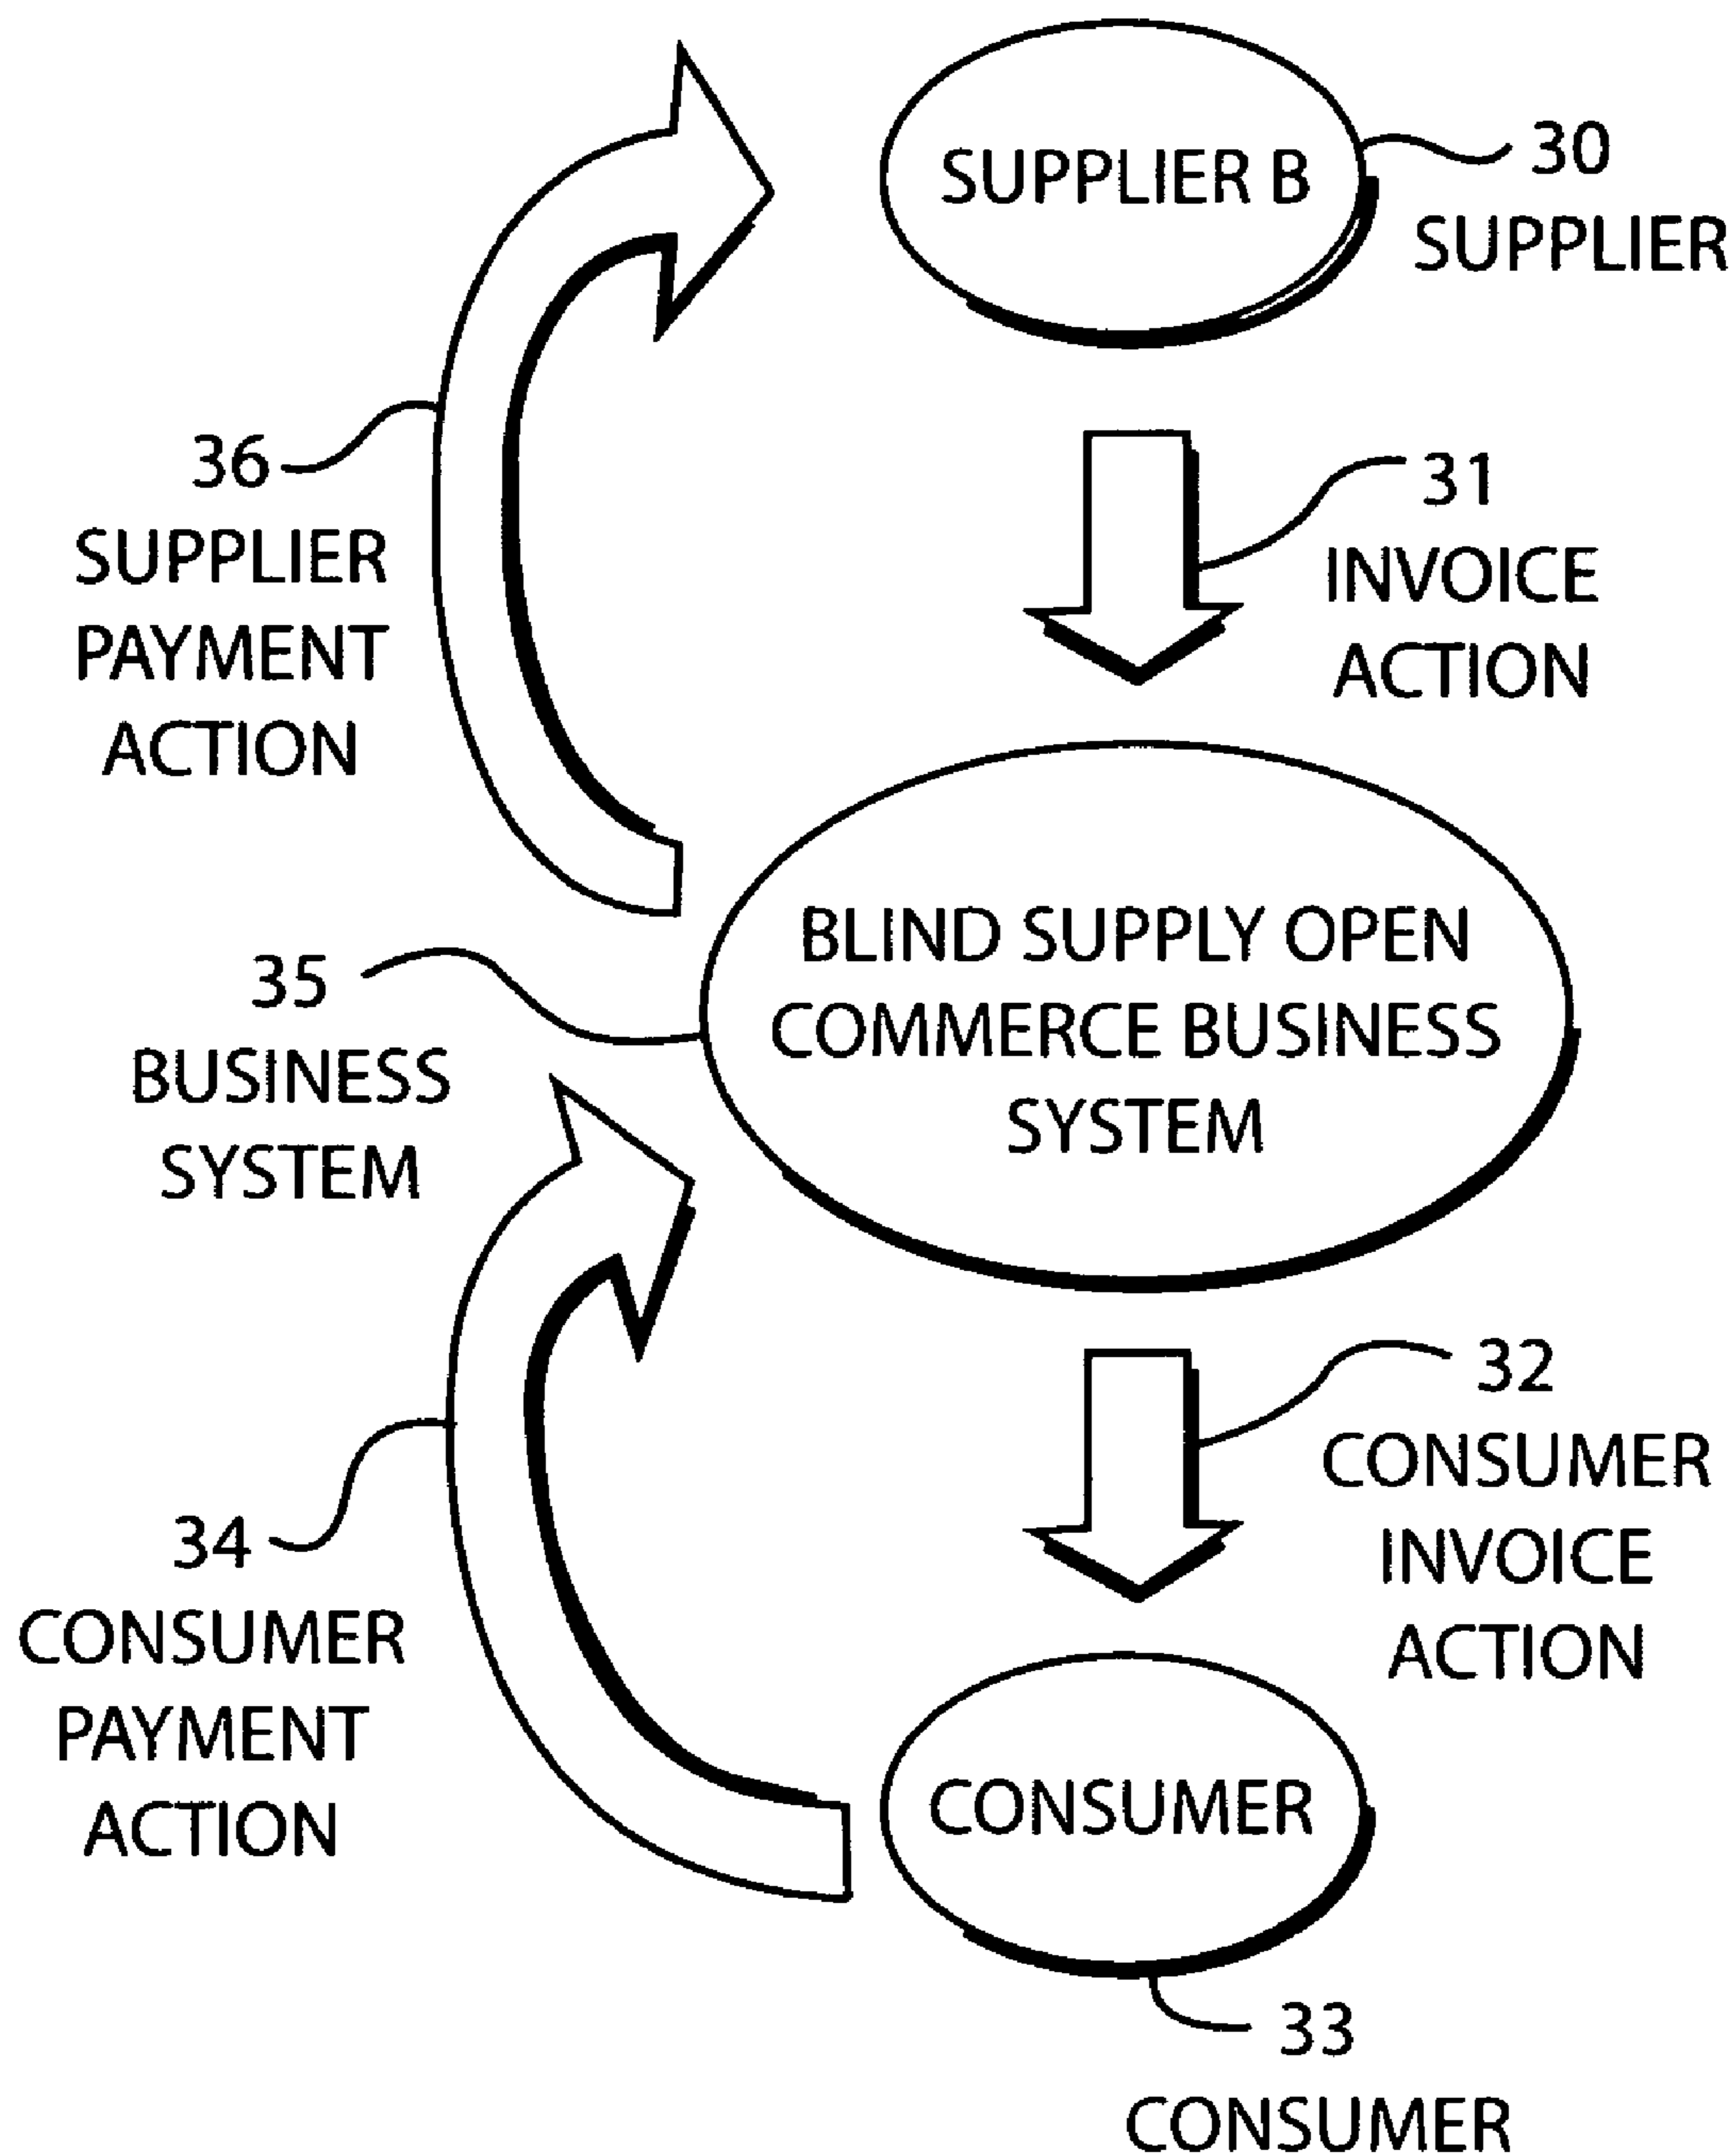 SUPPLIER B
30
SUPPLIER
36
SUPPLIER
PAYMENT
ACTION
31
INVOICE
ACTION
BLIND SUPPLY OPEN
COMMERCE BUSINESS
SYSTEM
35
BUSINESS
SYSTEM
32
CONSUMER
INVOICE
ACTION
34
CONSUMER
PAYMENT
ACTION
CONSUMER
33
CONSUMER